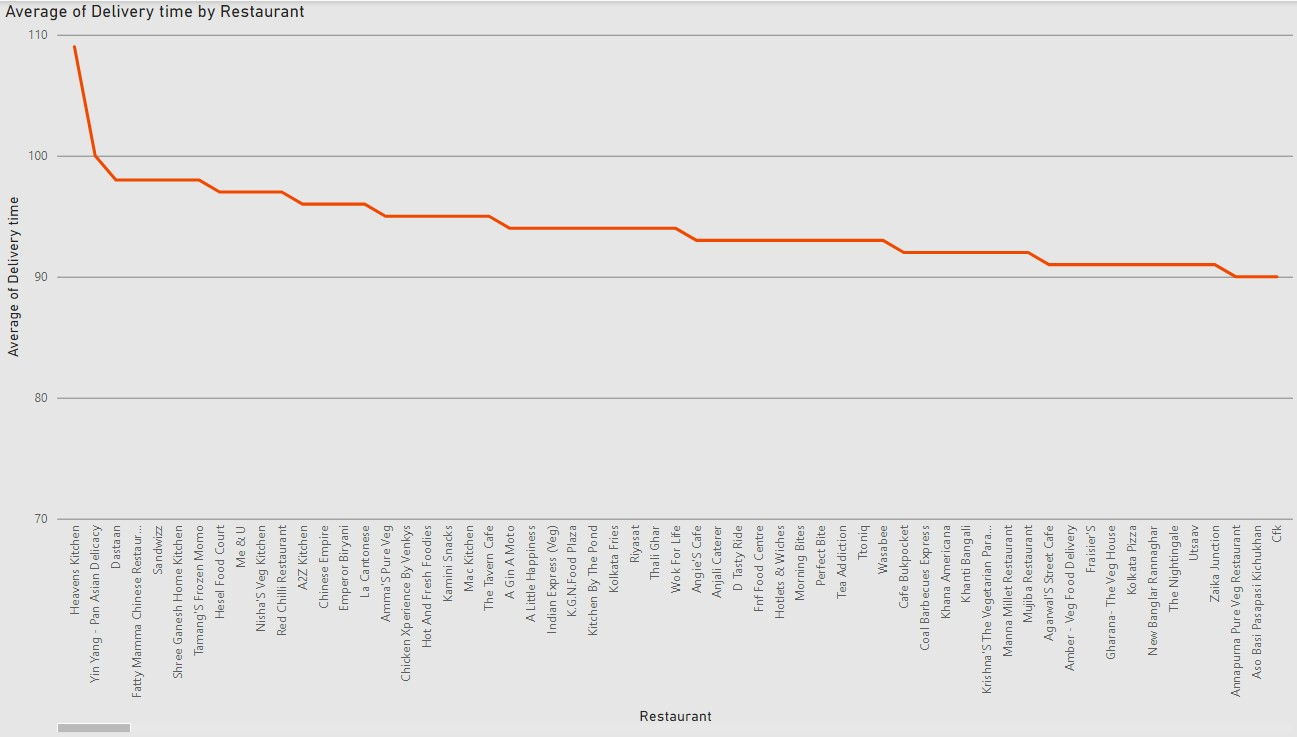 Average of Delivery time by Restaurant
110
100
90
80
70
Average of Delivery time
Heavens Kitchen
Yin Yang - Pan Asian Delicacy
Dastaan
Fatty Mamma Chinese Restaur...
Sandwizz
Shree Ganesh Home Kitchen
Tamang'S Frozen Momo
Hesel Food Court
Me & U
Nisha'S Veg Kitchen
Red Chilli Restaurant
A2Z Kitchen
Chinese Empire
Emperor Biryani
La Cantonese
Amma'S Pure Veg
Chicken Xperience By Venkys
Hot And Fresh Foodies
Kamini Snacks
Mac Kitchen
The Tavern Cafe
A Gin A Moto
A Little Happiness
Indian Express (Veg)
K.G.N.Food Plaza
Kitchen By The Pond
Kolkata Fries
Riyasat
Thali Ghar
Wok For Life
Angie'S Cafe
Anjali Caterer
D Tasty Ride
Fnf Food Centre
Hotlets & Wiches
Morning Bites
Perfect Bite
Tea Addiction
Ttoniq
Wasabee
Cafe Bukpocket
Coal Barbecues Express
Khana Americana
Khanti Bangali
Krishna'S The Vegetarian Para...
Manna Millet Restaurant
Mujiba Restaurant
Agarwal'S Street Cafe
Amber - Veg Food Delivery
Fraisier'S
Gharana- The Veg House
Kolkata Pizza
New Banglar Rannaghar
The Nightingale
Utsaav
Zaika Junction
Annapurna Pure Veg Restaurant
Aso Basi Pasapasi Kichukhan
Cfk
Restaurant